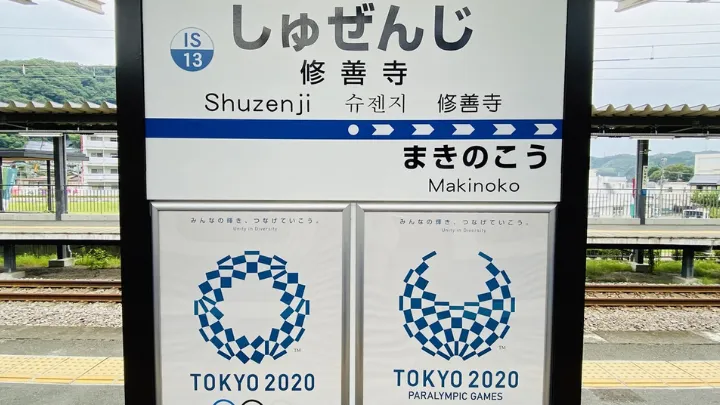 IS
13
しゅぜんじ
修善寺
Shuzenji 슈젠지 修善寺
まきのこう
Makinoko
みんなの輝き、つなげていこう。
Unity in Diversity
TM
TOKYO 2020
みんなの輝き、つなげていこう。
Unity in Diversity
TM
TOKYO 2020
PARALYMPIC GAMES